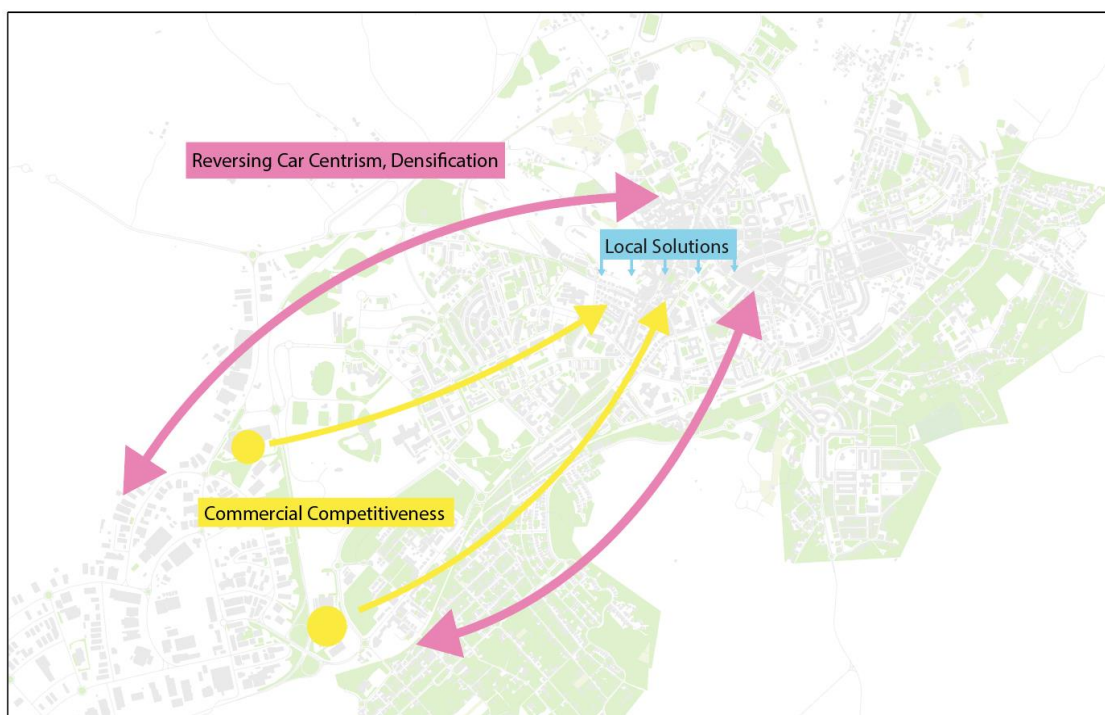 Reversing Car Centrism, Densification
Local Solutions
Commercial Competitiveness